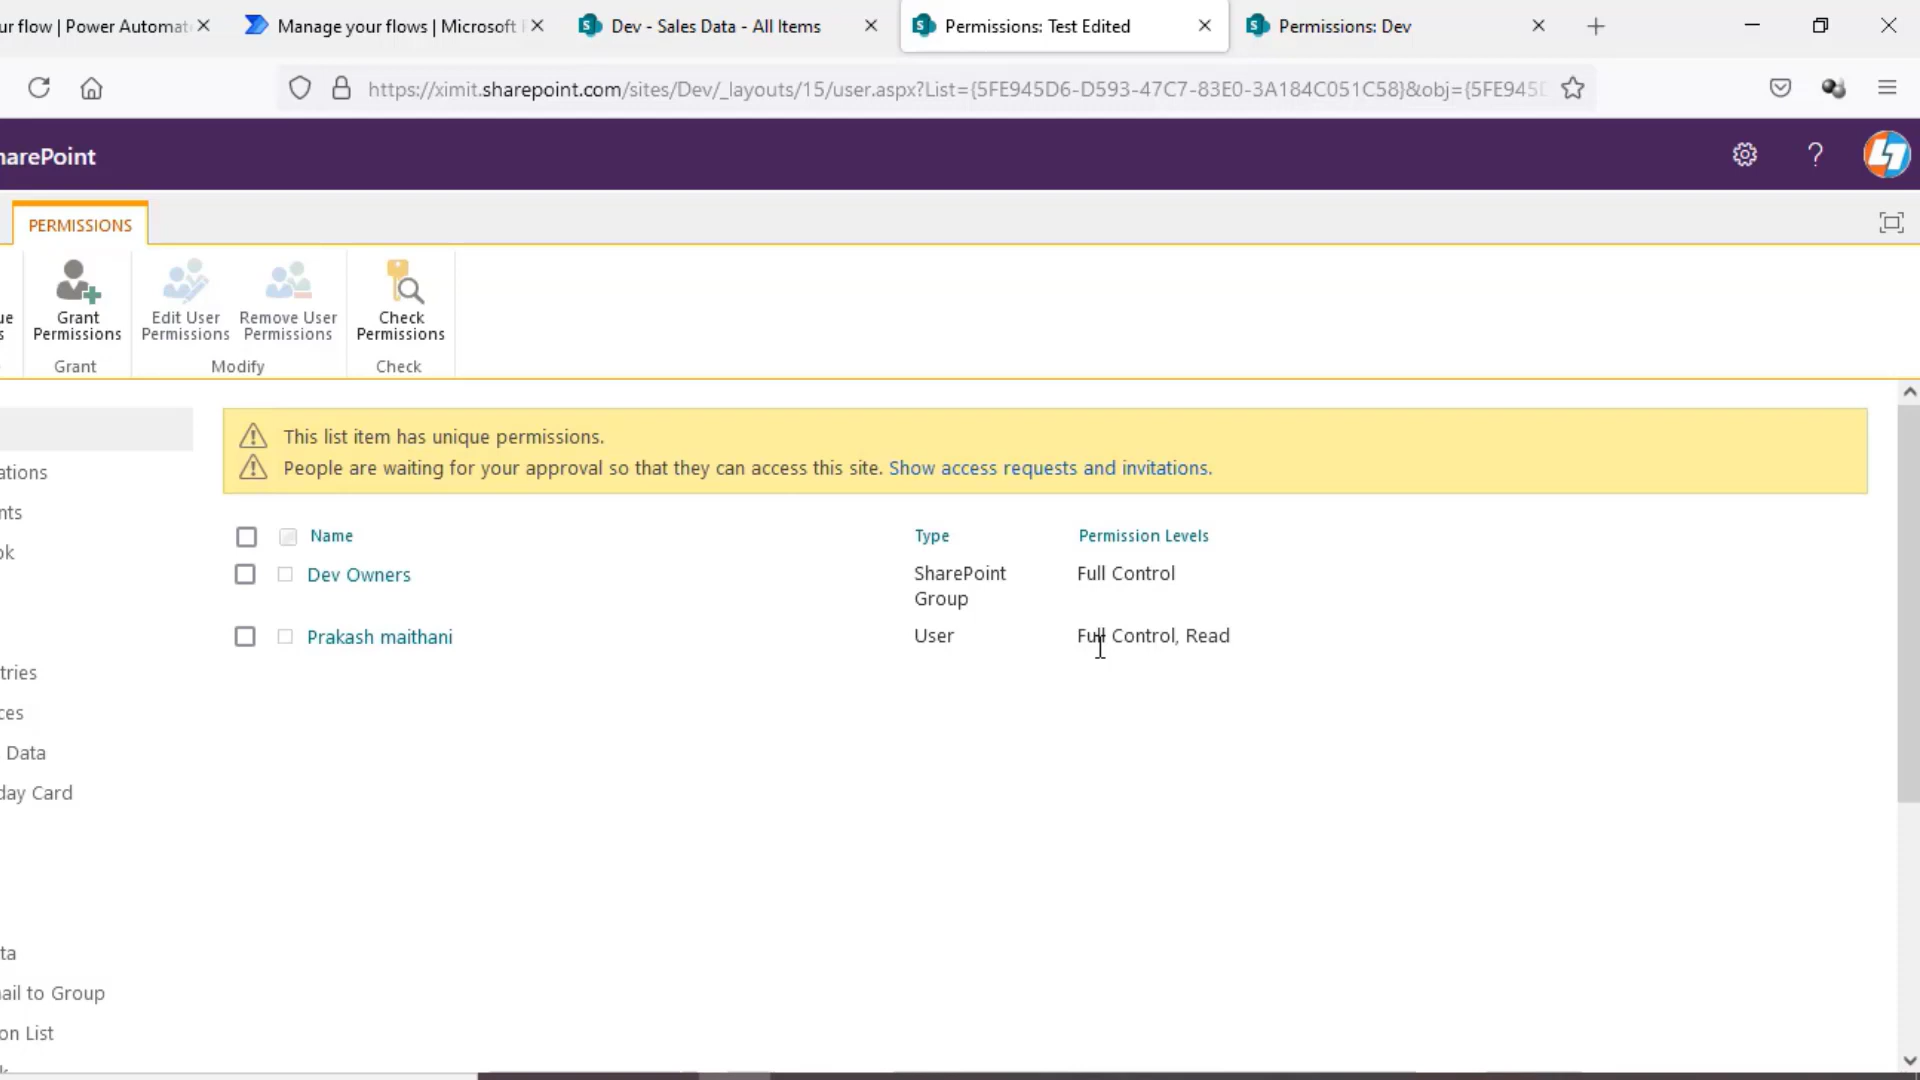 ur flow | Power Automat
Manage your flows | Microsoft
Dev - Sales Data - All Items
Permissions: Test Edited
Permissions: Dev
https://ximit.sharepoint.com/sites/Dev/_layouts/15/user.aspx?List={5FE945D6-D593-47C7-83E0-3A184C051C58}&obj={5FE945D
harePoint
PERMISSIONS
ue
s
Grant
Permissions
Grant
Edit User
Permissions
Remove User
Permissions
Modify
Check
Permissions
Check
This list item has unique permissions.
People are waiting for your approval so that they can access this site. Show access requests and invitations.
Name Type Permission Levels
Dev Owners SharePoint Group Full Control
Prakash maithani User Full Control, Read
ations
nts
ok
tries
ces
Data
day Card
ta
ail to Group
on List